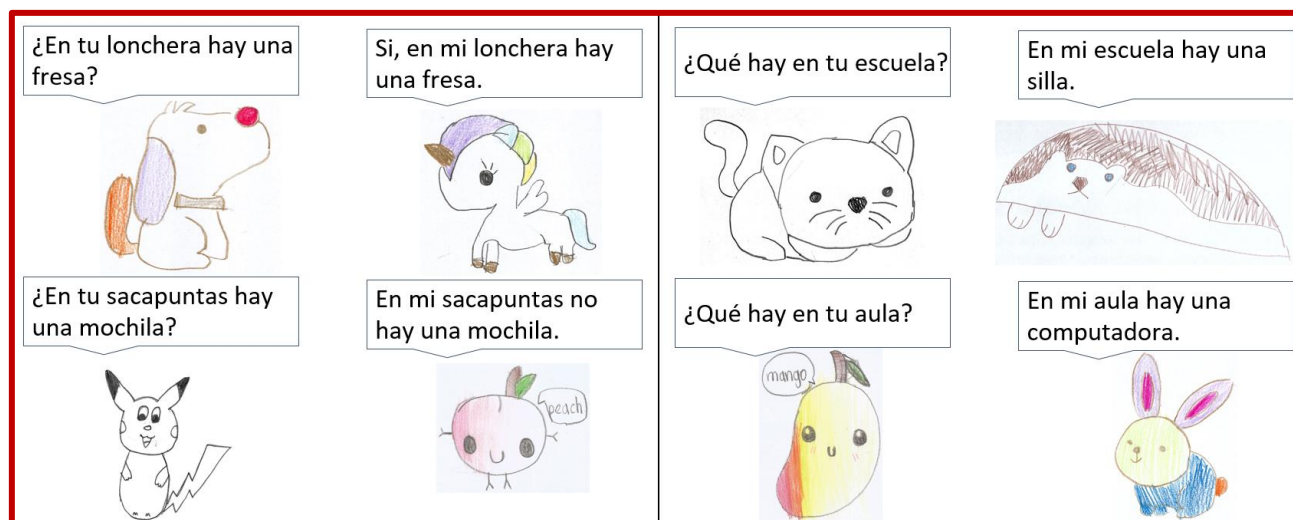 ¿En tu lonchera hay una
fresa?
Si, en mi lonchera hay
una fresa.
¿En tu sacapuntas hay
una mochila?
En mi sacapuntas no
hay una mochila.
peach
¿Qué hay en tu escuela?
En mi escuela hay una
silla.
¿Qué hay en tu aula?
En mi aula hay una
computadora.
mango